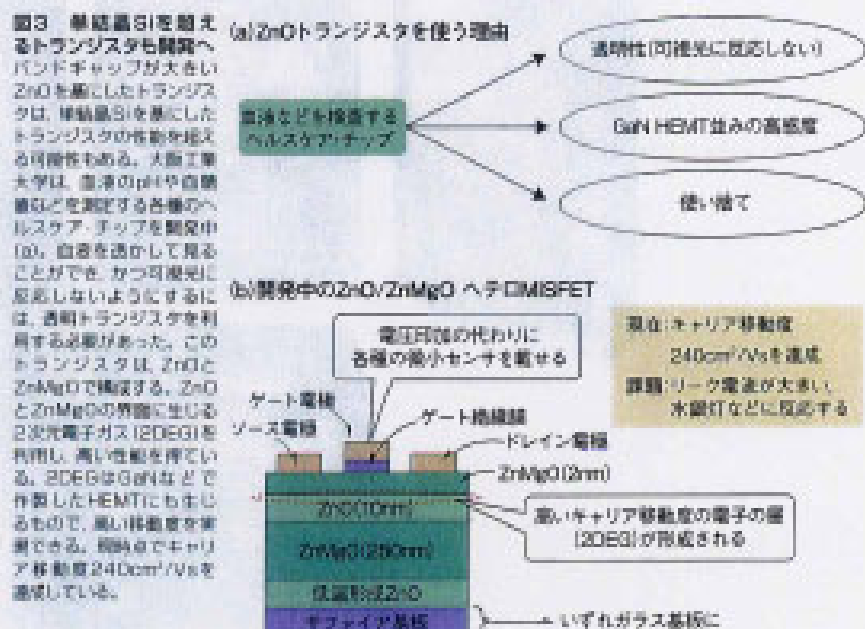 図3 単結晶Siを超え
るトランジスタも開発へ
バンドギャップが大きい
ZnOを基にしたトランジス
タは、単結晶Siを基にした
トランジスタの性能を超え
る可能性もある。大阪工業
大学は、血液のpHや血糖
値などを測定する各種のヘ
ルスケア・チップを開発中
(a)。血液を透かして見る
ことができ、かつ可視光に
反応しないようにするに
は、透明トランジスタを利
用する必要があった。この
トランジスタは、ZnOと
ZnMgOで構成する。ZnO
とZnMgOの界面に生じる
2次元電子ガス(2DEG)を
利用し、高い性能を得てい
る。2DEGはGaNなどで
作製したHEMTにも生じ
るもので、高い移動度を実
現できる。現時点でキャリ
ア移動度240cm²/Vsを
達成している。
(a)ZnOトランジスタを使う理由
血液などを検査する
ヘルスケア・チップ
透明性(可視光に反応しない)
GaN HEMT並みの高感度
使い捨て
(b)開発中のZnO/ZnMgO ヘテロMISFET
電圧印加の代わりに
各種の微小センサを載せる
現在:キャリア移動度
240cm²/Vsを達成
課題:リーク電流が大きい、
水銀灯などに反応する
ゲート電極
ゲート絶縁膜
ソース電極
ドレイン電極
ZnMgO(2nm)
ZnO(10nm)
高いキャリア移動度の電子の層
(2DEG)が形成される
ZnMgO(250nm)
低温形成ZnO
サファイア基板
いずれガラス基板に